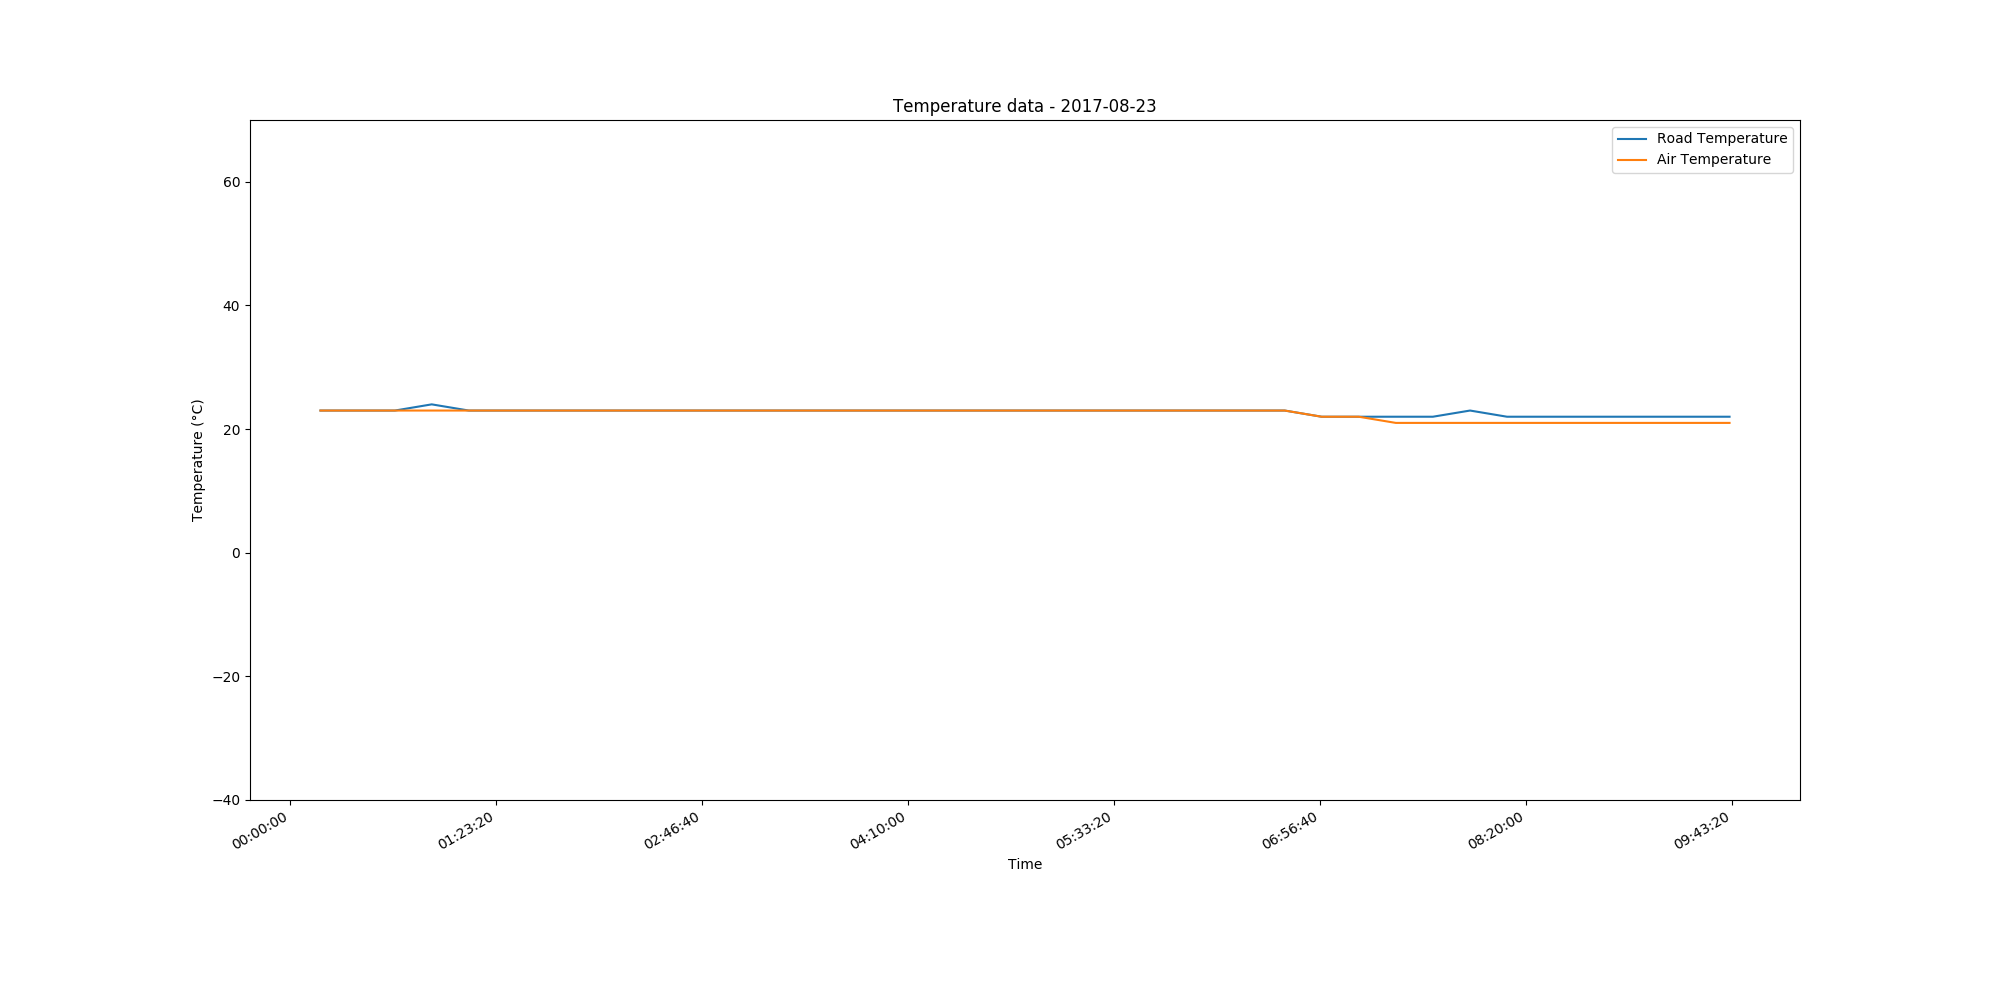 Temperature data - 2017-08-23
Road Temperature
Air Temperature
60
40
20
0
−20
−40
Temperature (°C)
00:00:00
01:23:20
02:46:40
04:10:00
05:33:20
06:56:40
08:20:00
09:43:20
Time